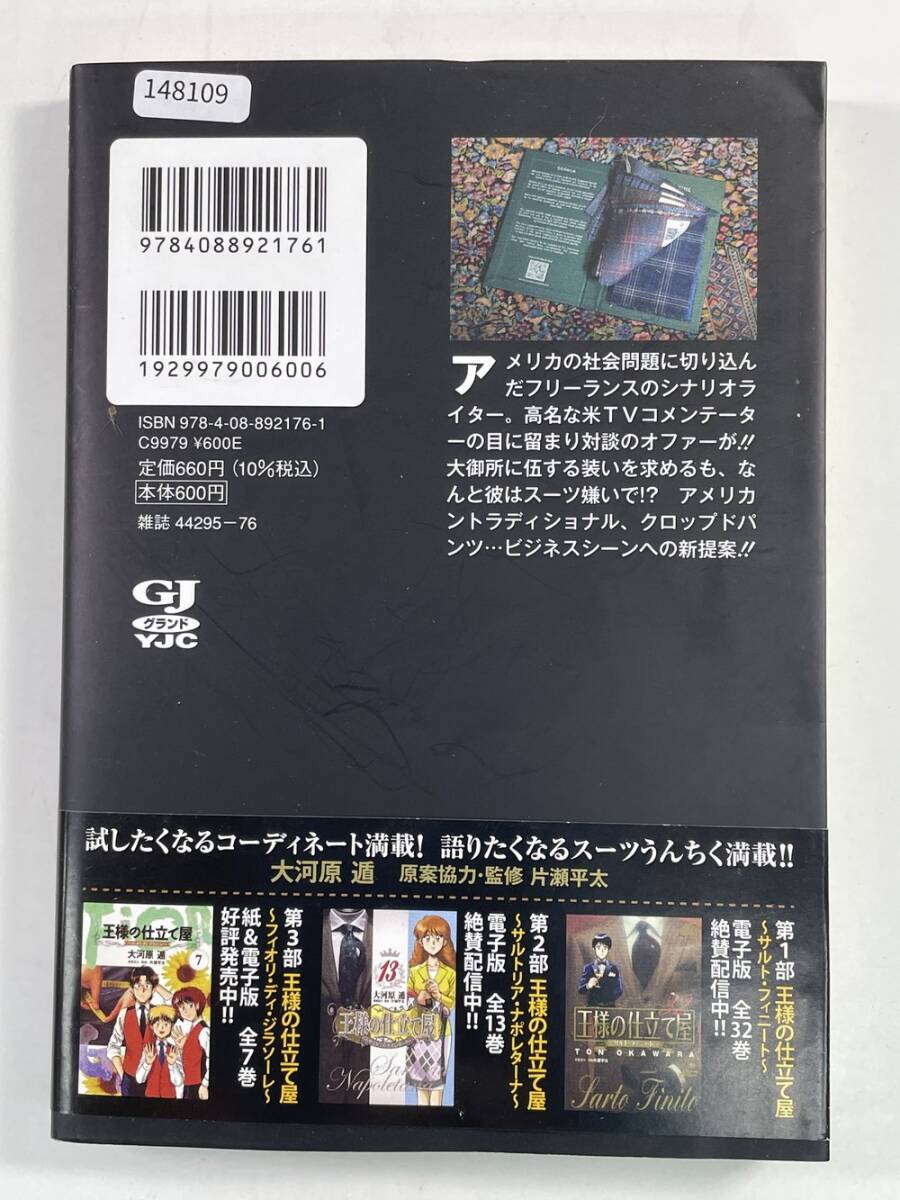 148109
9784088921761
1929979006006
ISBN 978-4-08-892176-1
C9979 ¥600E
定価660円(10%税込)
本体600円
雑誌 44295-76
GJ
グランド
YJC
アメリカの社会問題に切り込ん
だフリーランスのシナリオラ
イター。高名な米TVコメンテータ
ーの目に留まり対談のオファーが!!
大御所に伍する装いを求めるも、な
んと彼はスーツ嫌いで!? アメリカ
ントラディショナル、クロップドパ
ンツ…ビジネスシーンへの新提案!!
試したくなるコーディネート満載! 語りたくなるスーツうんちく満載!!
大河原 遁 原案協力・監修 片瀬平太
第1部 王様の仕立て屋
〜サルト・フィニート〜
電子版 全32巻
絶賛配信中!!
王様の仕立て屋
TON OKAWARA
Sarto Finito
第2部 王様の仕立て屋
〜サルトリア・ナポレターナ〜
電子版 全13巻
絶賛配信中!!
13
大河原 遁
王様の仕立て屋
Napoletana
第3部 王様の仕立て屋
〜フィオリ・ディ・ジラソーレ〜
紙&電子版 全7巻
好評発売中!!
王様の仕立て屋
大河原 遁
7